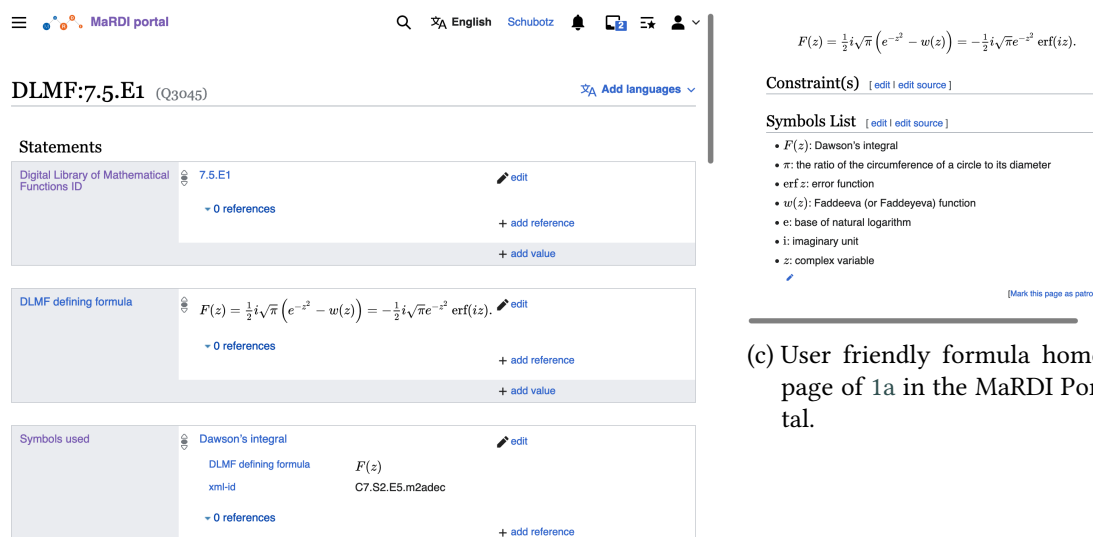 MaRDI portal
English Schubotz 2
DLMF:7.5.E1 (Q3045)
Add languages
Statements
Digital Library of Mathematical
Functions ID
7.5.E1
edit
0 references
+ add reference
+ add value
DLMF defining formula
F(z) = ½i√π (e^{-z²} − w(z)) = −½i√πe^{-z²} erf(iz).
edit
0 references
+ add reference
+ add value
Symbols used
Dawson's integral
edit
DLMF defining formula F(z)
xml-id C7.S2.E5.m2adec
0 references
+ add reference
F(z) = ½i√π (e^{-z²} − w(z)) = −½i√πe^{-z²} erf(iz).
Constraint(s) [ edit | edit source ]
Symbols List [ edit | edit source ]
• F(z): Dawson's integral
• π: the ratio of the circumference of a circle to its diameter
• erf z: error function
• w(z): Faddeeva (or Faddeyeva) function
• e: base of natural logarithm
• i: imaginary unit
• z: complex variable
[Mark this page as patro
(c) User friendly formula hom
page of 1a in the MaRDI Por
tal.